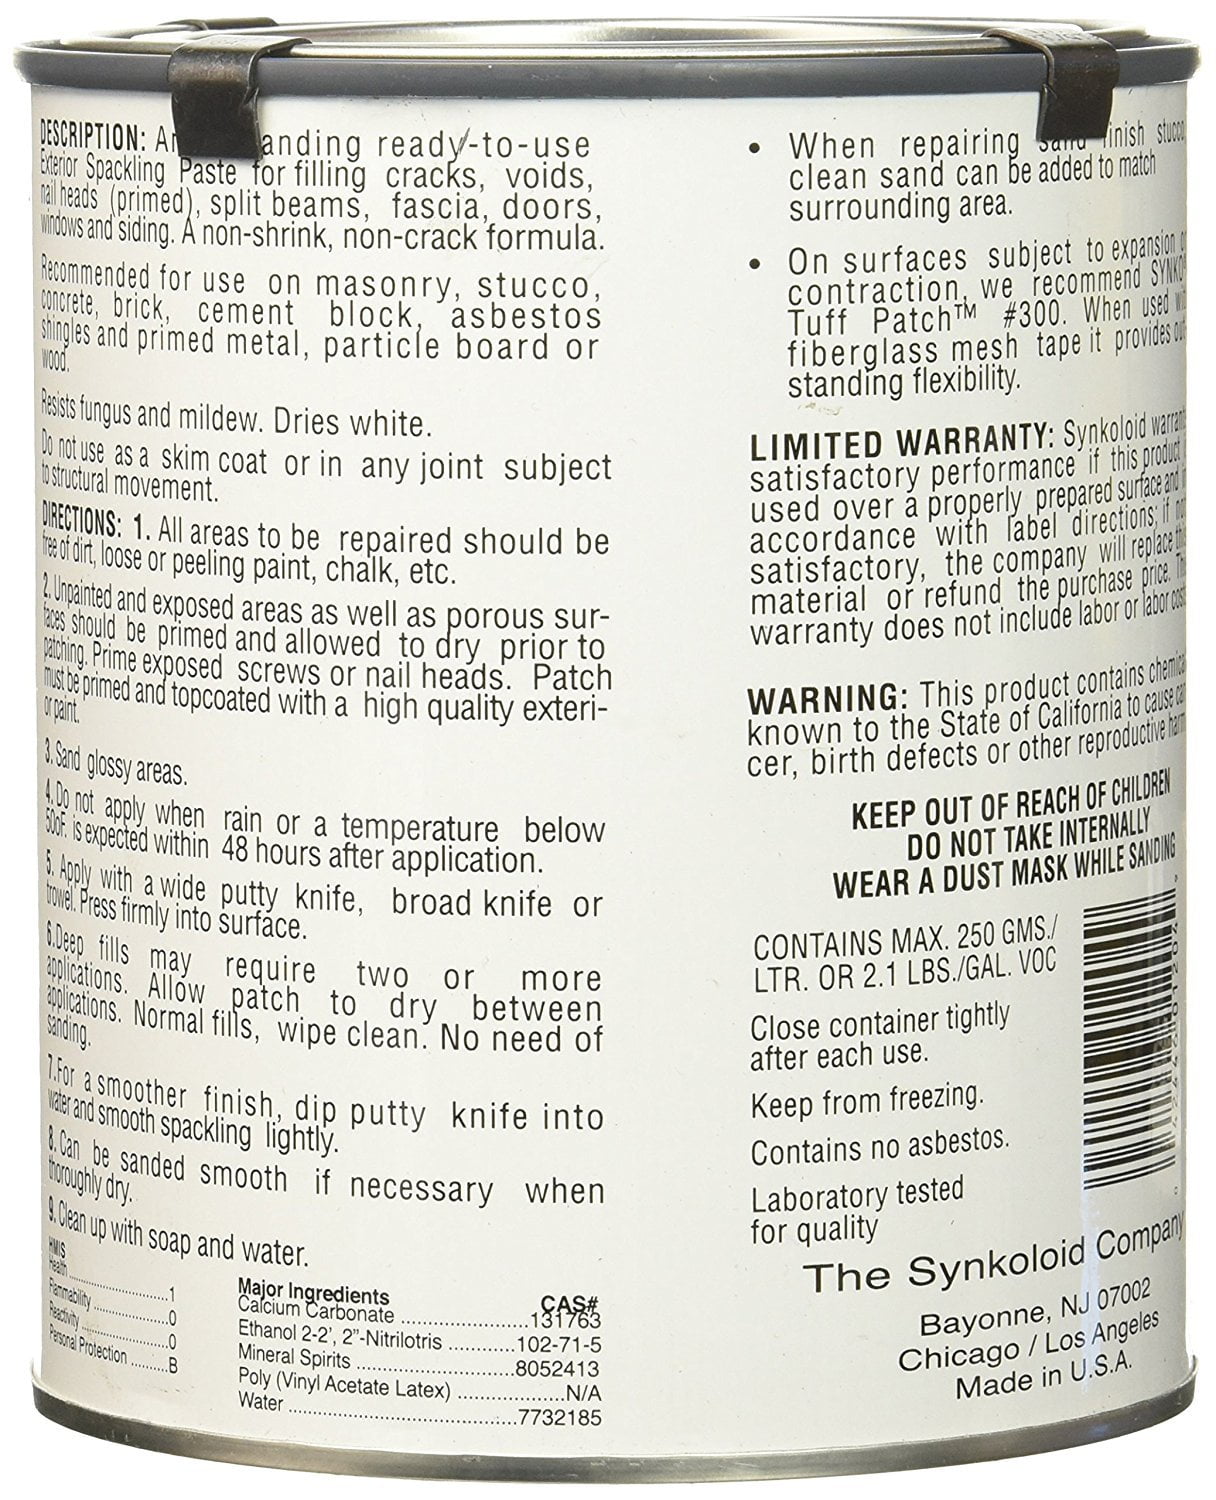 DESCRIPTION: An anding ready-to-use
Exterior Spackling Paste for filling cracks, voids,
nail heads (primed), split beams, fascia, doors,
windows and siding. A non-shrink, non-crack formula.
Recommended for use on masonry, stucco,
concrete, brick, cement block, asbestos
shingles and primed metal, particle board or
wood.
Resists fungus and mildew. Dries white.
Do not use as a skim coat or in any joint subject
to structural movement.
DIRECTIONS: 1. All areas to be repaired should be
free of dirt, loose or peeling paint, chalk, etc.
2. Unpainted and exposed areas as well as porous sur-
faces should be primed and allowed to dry prior to
patching. Prime exposed screws or nail heads. Patch
must be primed and topcoated with a high quality exteri-
or paint.
3. Sand glossy areas.
4. Do not apply when rain or a temperature below
50oF. is expected within 48 hours after application.
5. Apply with a wide putty knife, broad knife or
trowel. Press firmly into surface.
6. Deep fills may require two or more
applications. Allow patch to dry between
applications. Normal fills, wipe clean. No need of
sanding.
7. For a smoother finish, dip putty knife into
water and smooth spackling lightly.
8. Can be sanded smooth if necessary when
thoroughly dry.
9. Clean up with soap and water.
HMIS
Health ........................1
Flammability ..................0
Reactivity .....................0
Personal Protection .........B
Major Ingredients CAS#
Calcium Carbonate ......................131763
Ethanol 2-2', 2"-Nitrilotris ...........102-71-5
Mineral Spirits ..........................8052413
Poly (Vinyl Acetate Latex) ..................N/A
Water ......................................7732185
• When repairing sand finish stucco,
clean sand can be added to match
surrounding area.
• On surfaces subject to expansion or
contraction, we recommend SYNKO
Tuff Patch™ #300. When used with
fiberglass mesh tape it provides out-
standing flexibility.
LIMITED WARRANTY: Synkoloid warrants
satisfactory performance if this product is
used over a properly prepared surface and in
accordance with label directions; if not
satisfactory, the company will replace the
material or refund the purchase price. This
warranty does not include labor or labor costs
WARNING: This product contains chemical
known to the State of California to cause can-
cer, birth defects or other reproductive harm
KEEP OUT OF REACH OF CHILDREN
DO NOT TAKE INTERNALLY
WEAR A DUST MASK WHILE SANDING
CONTAINS MAX. 250 GMS./
LTR. OR 2.1 LBS./GAL. VOC
Close container tightly
after each use.
Keep from freezing.
Contains no asbestos.
Laboratory tested
for quality
The Synkoloid Company
Bayonne, NJ 07002
Chicago / Los Angeles
Made in U.S.A.